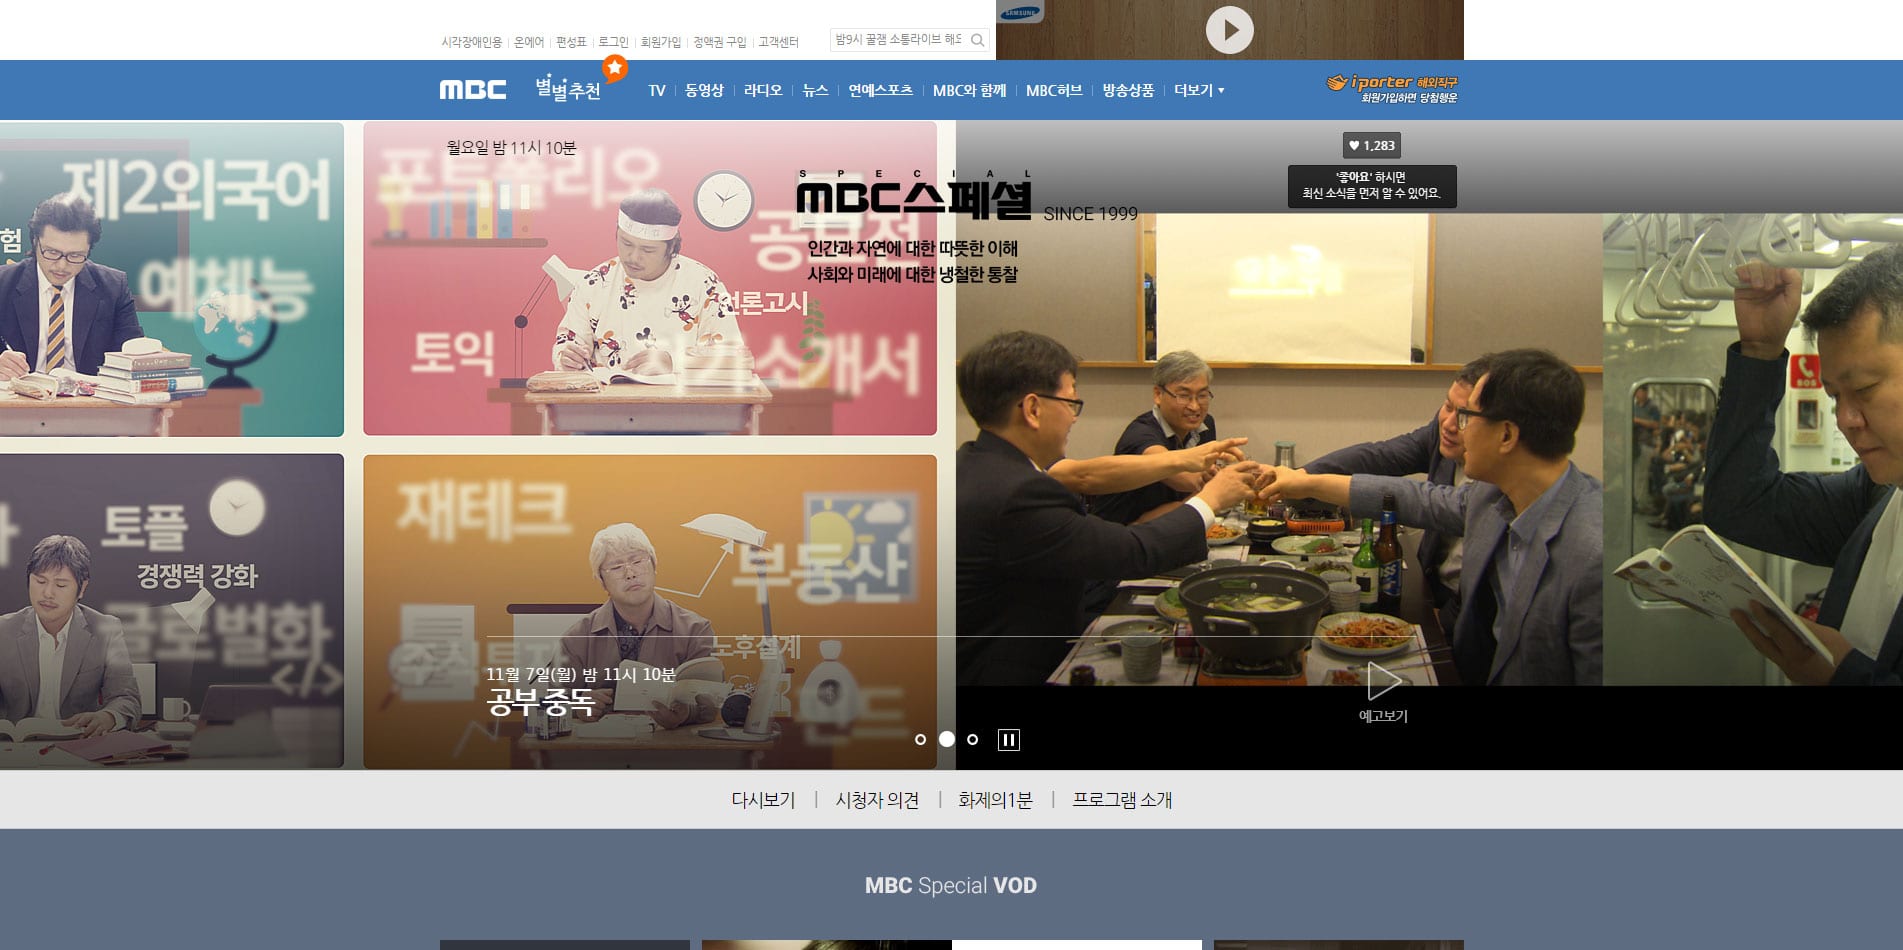 SAMSUNG
시각장애인용
온에어
편성표
로그인
회원가입
정액권 구입
고객센터
밤9시 꿀잼 소통라이브 해요
MBC
별별추천
TV
동영상
라디오
뉴스
연예스포츠
MBC와 함께
MBC허브
방송상품
더보기
iporter 해외직구
회원가입하면 당첨행운
월요일 밤 11시 10분
SPECIAL
MBC스페셜 SINCE 1999
인간과 자연에 대한 따뜻한 이해
사회와 미래에 대한 냉철한 통찰
1,283
'좋아요' 하시면
최신 소식을 먼저 알 수 있어요.
제2외국어
험
예체능
포트폴리오
공모전
언론고시
토익
자기소개서
SOS
토플
경쟁력 강화
글로벌화
</>
재테크
부동산
노후설계
주식투자
펀드
11월 7일(월) 밤 11시 10분
공부 중독
예고보기
다시보기
시청자 의견
화제의1분
프로그램 소개
MBC Special VOD